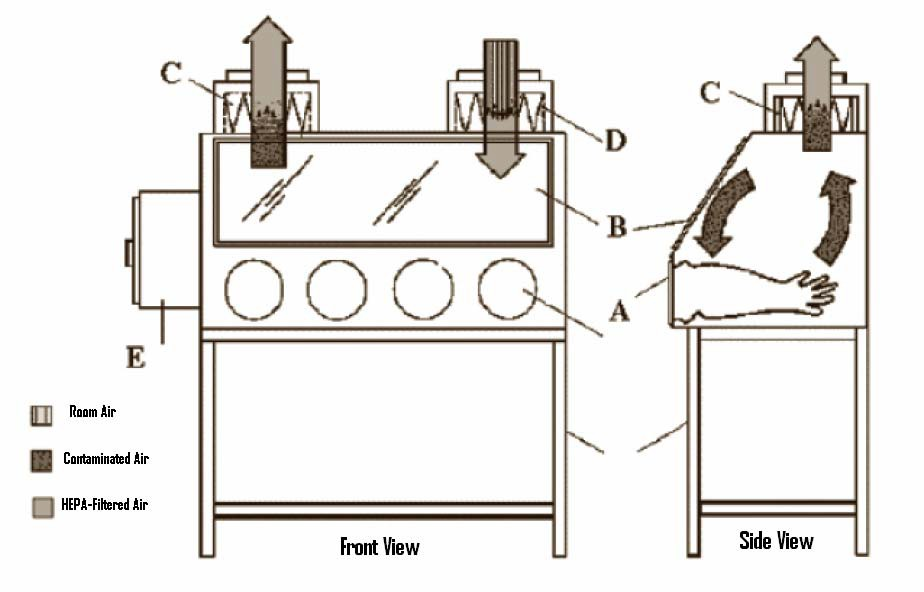 C
C
D
B
A
E
Room Air
Contaminated Air
HEPA-Filtered Air
Front View
Side View